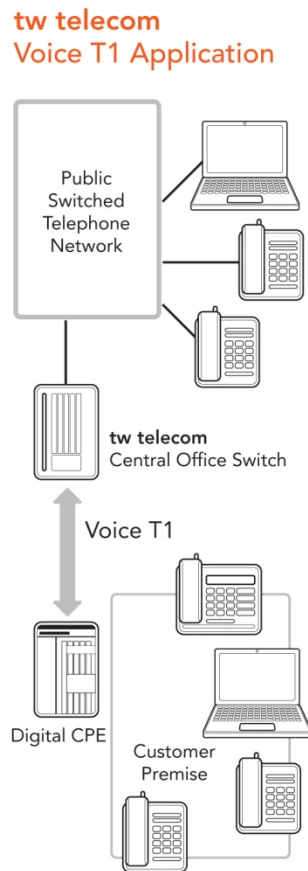 tw telecom
Voice T1 Application
Public
Switched
Telephone
Network
tw telecom
Central Office Switch
Voice T1
Digital CPE
Customer
Premise